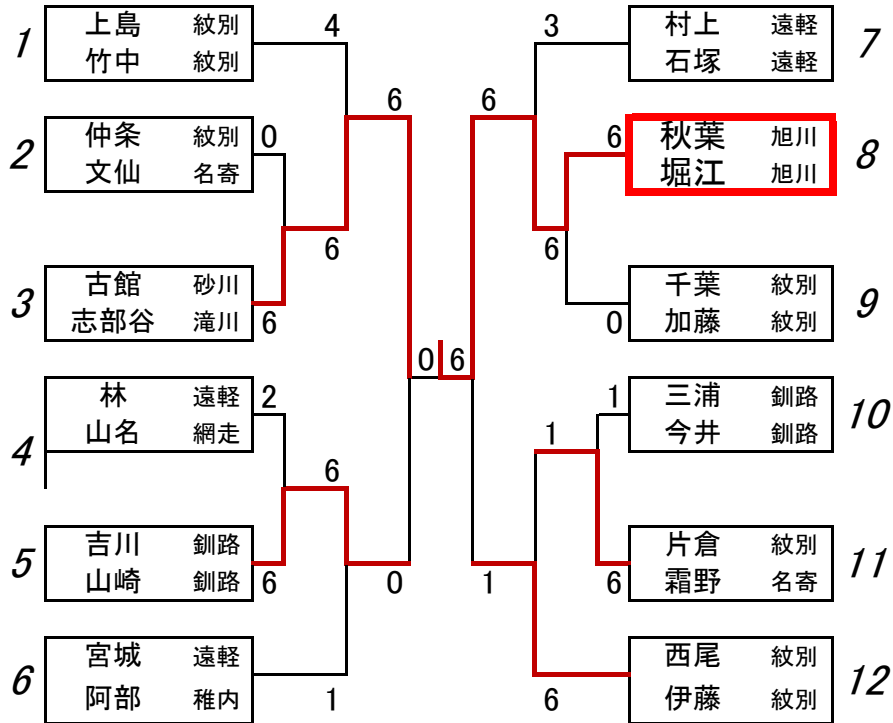 1
上島 紋別
竹中 紋別
4
2
仲条 紋別
文仙 名寄
0
6
6
3
古館 砂川
志部谷 滝川
6
4
林 遠軽
山名 網走
2
6
5
吉川 釧路
山崎 釧路
6
0
6
宮城 遠軽
阿部 稚内
1
0 6
3
村上 遠軽
石塚 遠軽
7
6
6
秋葉 旭川
堀江 旭川
8
6
千葉 紋別
加藤 紋別
9
0
1
三浦 釧路
今井 釧路
10
1
片倉 紋別
霜野 名寄
11
6
1
西尾 紋別
伊藤 紋別
12
6